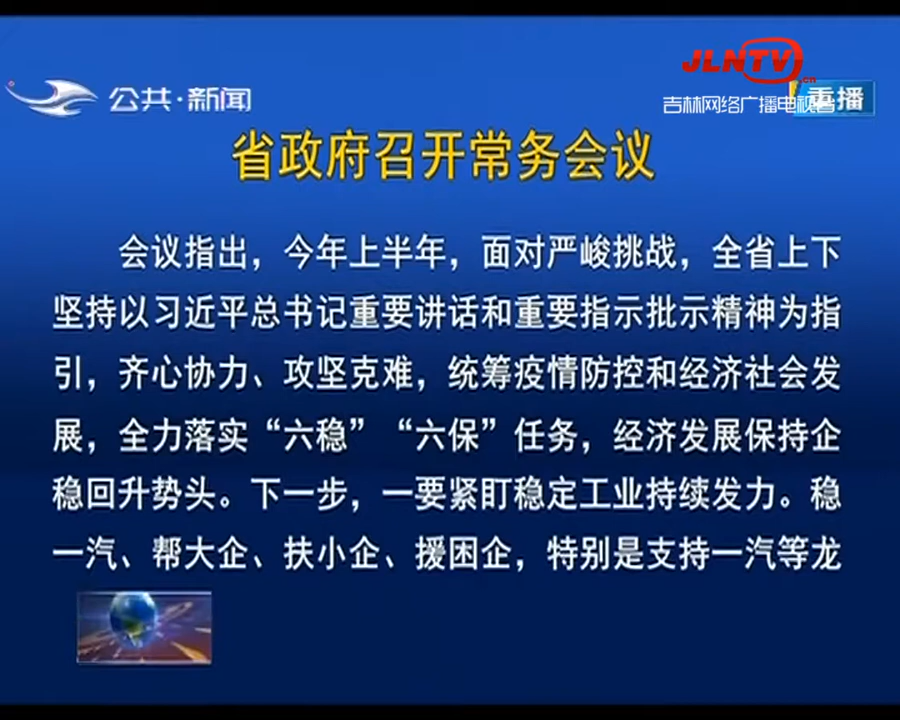 JLNTV.cn
公共·新闻
吉林网络广播电视台
重播
省政府召开常务会议
会议指出，今年上半年，面对严峻挑战，全省上下
坚持以习近平总书记重要讲话和重要指示批示精神为指
引，齐心协力、攻坚克难，统筹疫情防控和经济社会发
展，全力落实“六稳”“六保”任务，经济发展保持企
稳回升势头。下一步，一要紧盯稳定工业持续发力。稳
一汽、帮大企、扶小企、援困企，特别是支持一汽等龙